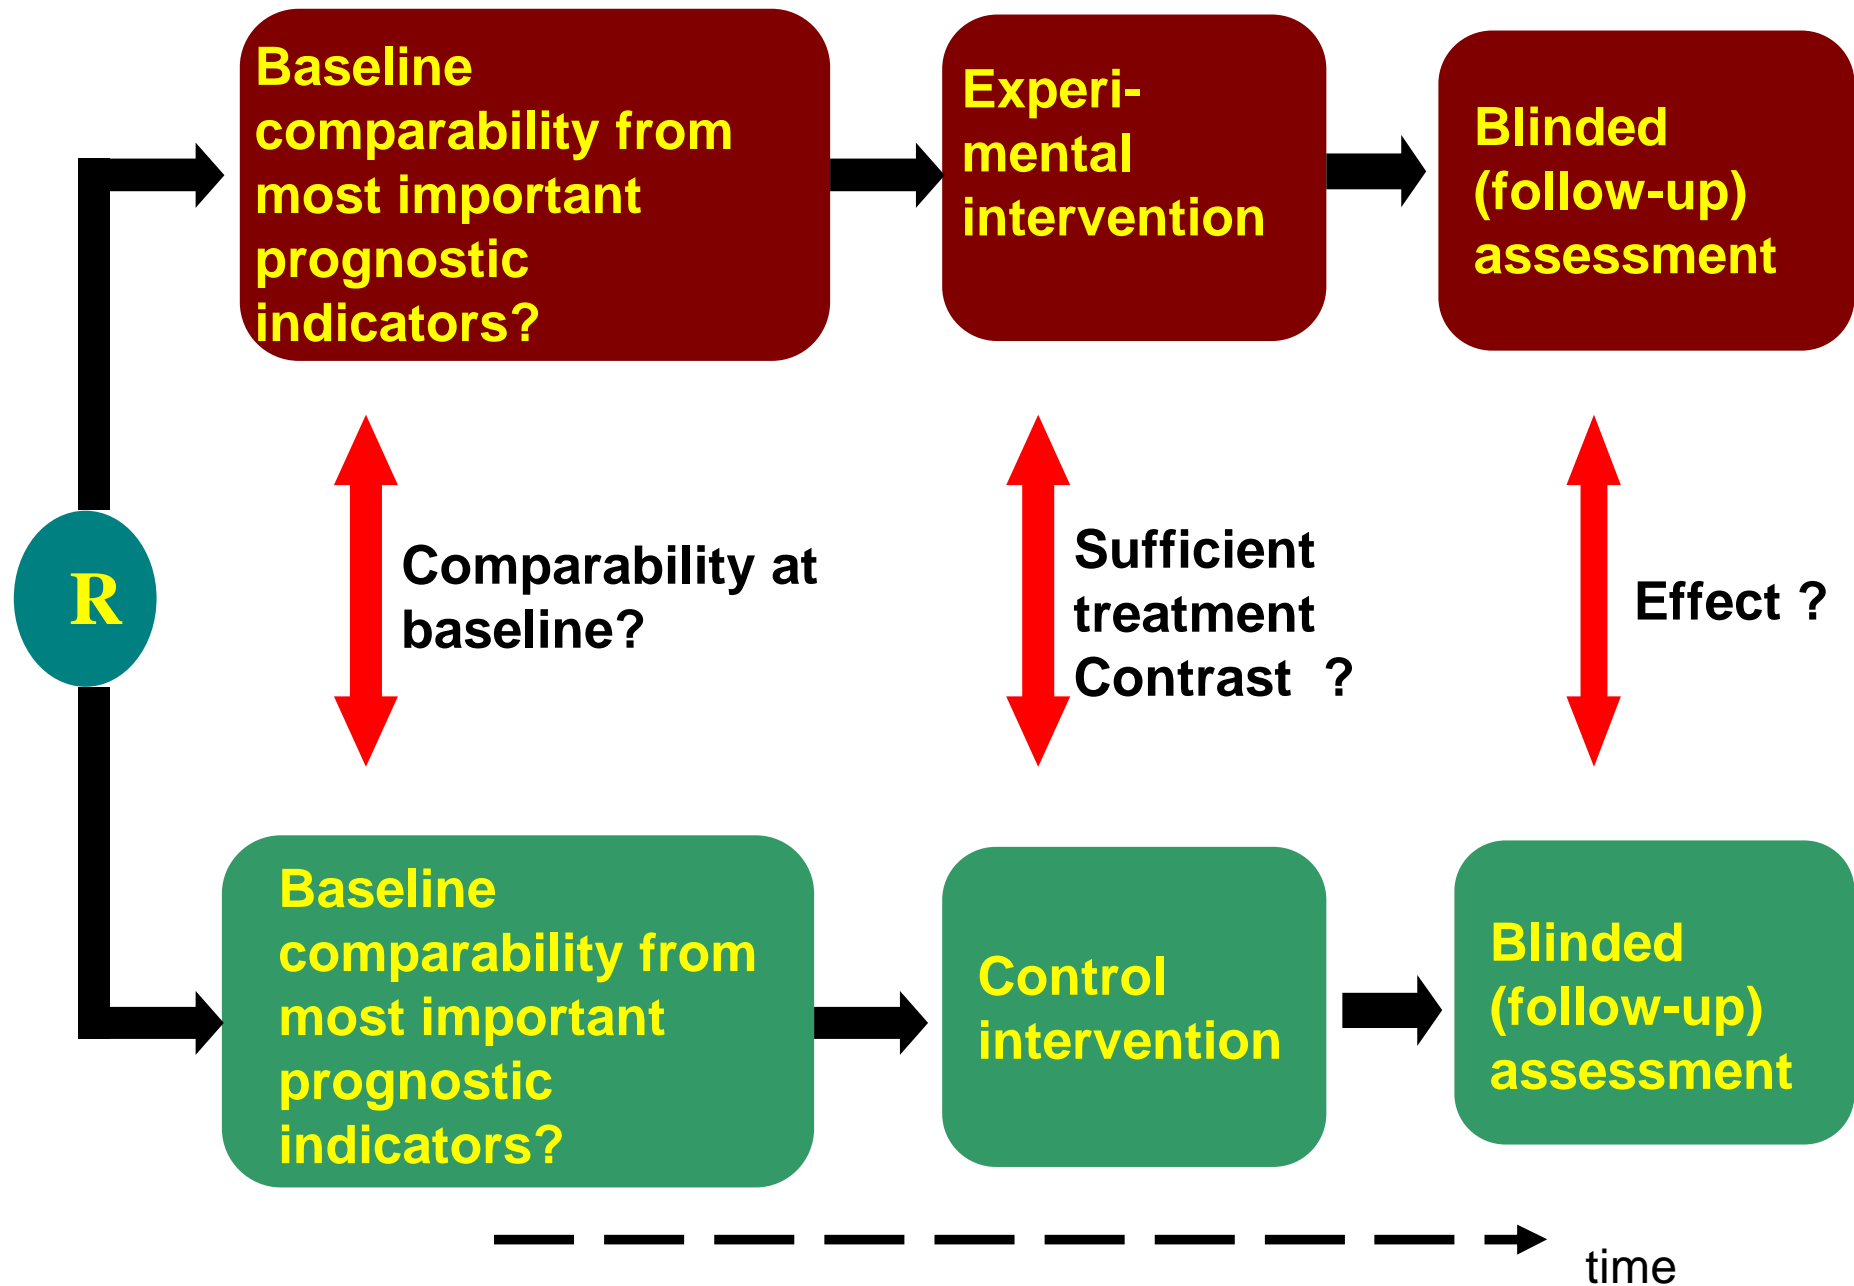 Baseline
comparability from
most important
prognostic
indicators?
Experi-
mental
intervention
Blinded
(follow-up)
assessment
R
Comparability at
baseline?
Sufficient
treatment
Contrast ?
Effect ?
Baseline
comparability from
most important
prognostic
indicators?
Control
intervention
Blinded
(follow-up)
assessment
time